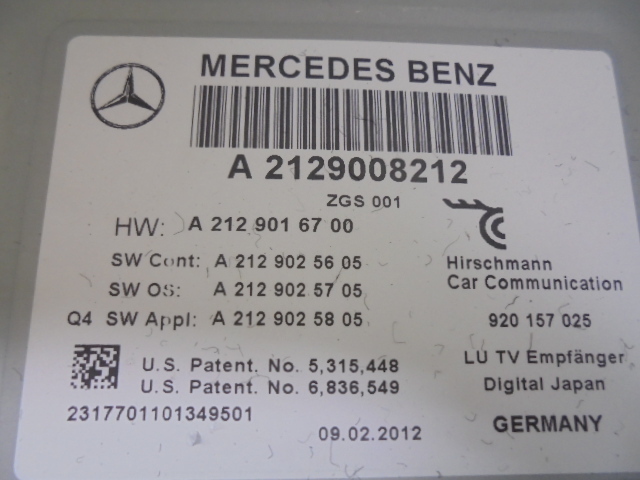 MERCEDES BENZ
A 2129008212
ZGS 001
HW: A 212 901 67 00
SW Cont: A 212 902 56 05
SW OS: A 212 902 57 05
Q4 SW Appl: A 212 902 58 05
Hirschmann
Car Communication
920 157 025
U.S. Patent. No. 5,315,448
U.S. Patent. No. 6,836,549
LU TV Empfänger
Digital Japan
2317701101349501
09.02.2012
GERMANY